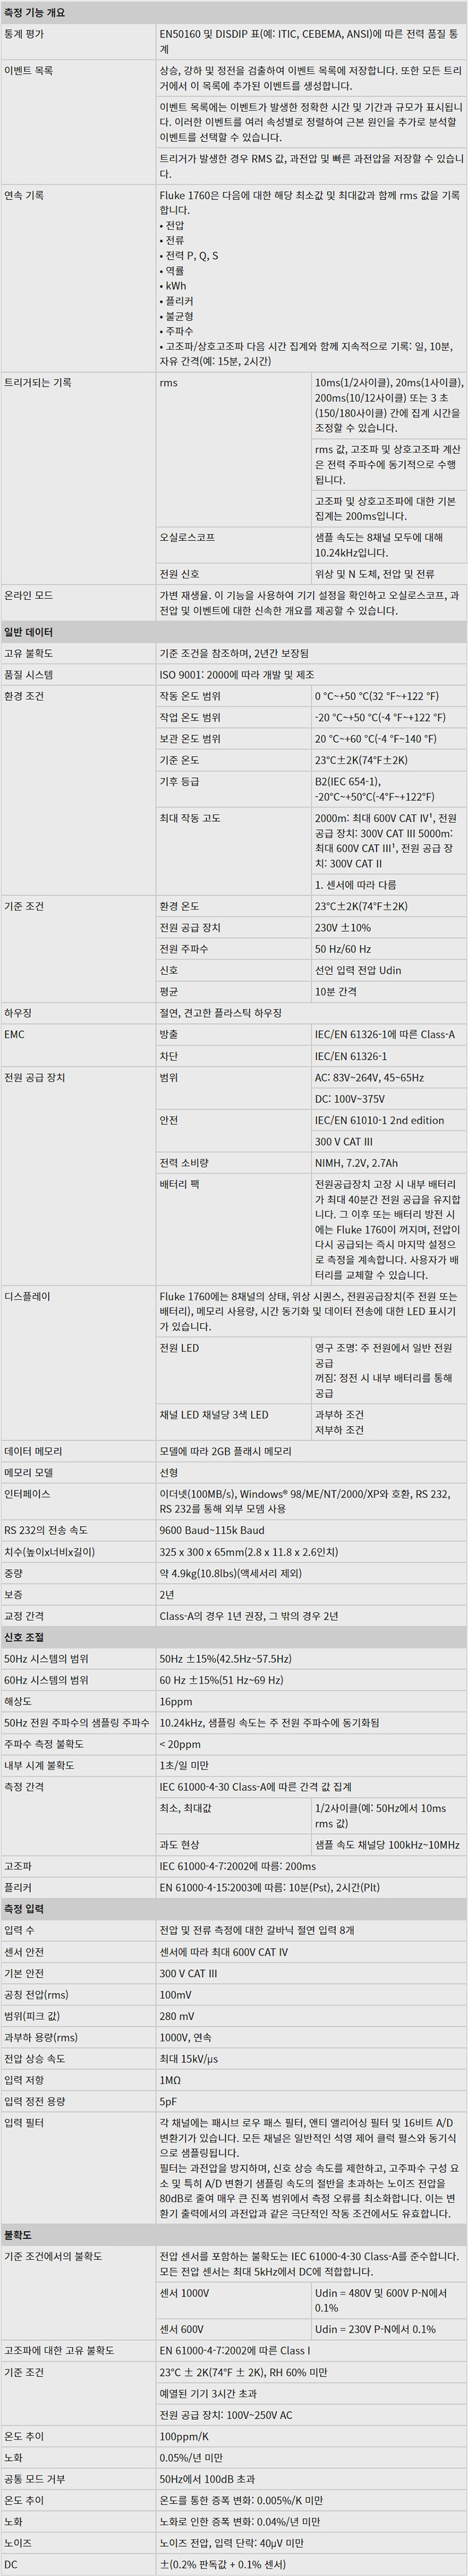 측정 기능 개요
통계 평가
EN50160 및 DISDIP 표(예: ITIC, CEBEMA, ANSI)에 따른 전력 품질 통
계
이벤트 목록
상승, 강하 및 정전을 검출하여 이벤트 목록에 저장합니다. 또한 모든 트리
거에서 이 목록에 추가된 이벤트를 생성합니다.
이벤트 목록에는 이벤트가 발생한 정확한 시간 및 기간과 규모가 표시됩니
다. 이러한 이벤트를 여러 속성별로 정렬하여 근본 원인을 추가로 분석할
이벤트를 선택할 수 있습니다.
트리거가 발생한 경우 RMS 값, 과전압 및 빠른 과전압을 저장할 수 있습니
다.
연속 기록
Fluke 1760은 다음에 대한 해당 최소값 및 최대값과 함께 rms 값을 기록
합니다.
• 전압
• 전류
• 전력 P, Q, S
• 역률
• kWh
• 플리커
• 불균형
• 주파수
• 고조파/상호고조파 다음 시간 집계와 함께 지속적으로 기록: 일, 10분,
자유 간격(예: 15분, 2시간)
트리거되는 기록
rms
10ms(1/2사이클), 20ms(1사이클),
200ms(10/12사이클) 또는 3 초
(150/180사이클) 간에 집계 시간을
조정할 수 있습니다.
rms 값, 고조파 및 상호고조파 계산
은 전력 주파수에 동기적으로 수행
됩니다.
고조파 및 상호고조파에 대한 기본
집계는 200ms입니다.
오실로스코프
샘플 속도는 8채널 모두에 대해
10.24kHz입니다.
전원 신호
위상 및 N 도체, 전압 및 전류
온라인 모드
가변 재생율. 이 기능을 사용하여 기기 설정을 확인하고 오실로스코프, 과
전압 및 이벤트에 대한 신속한 개요를 제공할 수 있습니다.
일반 데이터
고유 불확도
기준 조건을 참조하며, 2년간 보장됨
품질 시스템
ISO 9001: 2000에 따라 개발 및 제조
환경 조건
작동 온도 범위
0 °C~+50 °C(32 °F~+122 °F)
작업 온도 범위
-20 °C~+50 °C(-4 °F~+122 °F)
보관 온도 범위
20 °C~+60 °C(-4 °F~140 °F)
기준 온도
23°C±2K(74°F±2K)
기후 등급
B2(IEC 654-1),
-20°C~+50°C(-4°F~+122°F)
최대 작동 고도
2000m: 최대 600V CAT IV¹, 전원
공급 장치: 300V CAT III 5000m:
최대 600V CAT III¹, 전원 공급 장
치: 300V CAT II
1. 센서에 따라 다름
기준 조건
환경 온도
23°C±2K(74°F±2K)
전원 공급 장치
230V ±10%
전원 주파수
50 Hz/60 Hz
신호
선언 입력 전압 Udin
평균
10분 간격
하우징
절연, 견고한 플라스틱 하우징
EMC
방출
IEC/EN 61326-1에 따른 Class-A
차단
IEC/EN 61326-1
전원 공급 장치
범위
AC: 83V~264V, 45~65Hz
DC: 100V~375V
안전
IEC/EN 61010-1 2nd edition
300 V CAT III
전력 소비량
NIMH, 7.2V, 2.7Ah
배터리 팩
전원공급장치 고장 시 내부 배터리
가 최대 40분간 전원 공급을 유지합
니다. 그 이후 또는 배터리 방전 시
에는 Fluke 1760이 꺼지며, 전압이
다시 공급되는 즉시 마지막 설정으
로 측정을 계속합니다. 사용자가 배
터리를 교체할 수 있습니다.
디스플레이
Fluke 1760에는 8채널의 상태, 위상 시퀀스, 전원공급장치(주 전원 또는
배터리), 메모리 사용량, 시간 동기화 및 데이터 전송에 대한 LED 표시기
가 있습니다.
전원 LED
영구 조명: 주 전원에서 일반 전원
공급
꺼짐: 정전 시 내부 배터리를 통해
공급
채널 LED 채널당 3색 LED
과부하 조건
저부하 조건
데이터 메모리
모델에 따라 2GB 플래시 메모리
메모리 모델
선형
인터페이스
이더넷(100MB/s), Windows® 98/ME/NT/2000/XP와 호환, RS 232,
RS 232를 통해 외부 모뎀 사용
RS 232의 전송 속도
9600 Baud~115k Baud
치수(높이x너비x길이)
325 x 300 x 65mm(2.8 x 11.8 x 2.6인치)
중량
약 4.9kg(10.8lbs)(액세서리 제외)
보증
2년
교정 간격
Class-A의 경우 1년 권장, 그 밖의 경우 2년
신호 조절
50Hz 시스템의 범위
50Hz ±15%(42.5Hz~57.5Hz)
60Hz 시스템의 범위
60 Hz ±15%(51 Hz~69 Hz)
해상도
16ppm
50Hz 전원 주파수의 샘플링 주파수
10.24kHz, 샘플링 속도는 주 전원 주파수에 동기화됨
주파수 측정 불확도
< 20ppm
내부 시계 불확도
1초/일 미만
측정 간격
IEC 61000-4-30 Class-A에 따른 간격 값 집계
최소, 최대값
1/2사이클(예: 50Hz에서 10ms
rms 값)
과도 현상
샘플 속도 채널당 100kHz~10MHz
고조파
IEC 61000-4-7:2002에 따름: 200ms
플리커
EN 61000-4-15:2003에 따름: 10분(Pst), 2시간(Plt)
측정 입력
입력 수
전압 및 전류 측정에 대한 갈바닉 절연 입력 8개
센서 안전
센서에 따라 최대 600V CAT IV
기본 안전
300 V CAT III
공칭 전압(rms)
100mV
범위(피크 값)
280 mV
과부하 용량(rms)
1000V, 연속
전압 상승 속도
최대 15kV/µs
입력 저항
1MΩ
입력 정전 용량
5pF
입력 필터
각 채널에는 패시브 로우 패스 필터, 앤티 앨리어싱 필터 및 16비트 A/D
변환기가 있습니다. 모든 채널은 일반적인 석영 제어 클럭 펄스와 동기식
으로 샘플링됩니다.
필터는 과전압을 방지하며, 신호 상승 속도를 제한하고, 고주파수 구성 요
소 및 특히 A/D 변환기 샘플링 속도의 절반을 초과하는 노이즈 전압을
80dB로 줄여 매우 큰 진폭 범위에서 측정 오류를 최소화합니다. 이는 변
환기 출력에서의 과전압과 같은 극단적인 작동 조건에서도 유효합니다.
불확도
기준 조건에서의 불확도
전압 센서를 포함하는 불확도는 IEC 61000-4-30 Class-A를 준수합니다.
모든 전압 센서는 최대 5kHz에서 DC에 적합합니다.
센서 1000V
Udin = 480V 및 600V P-N에서
0.1%
센서 600V
Udin = 230V P-N에서 0.1%
고조파에 대한 고유 불확도
EN 61000-4-7:2002에 따른 Class I
기준 조건
23°C ± 2K(74°F ± 2K), RH 60% 미만
예열된 기기 3시간 초과
전원 공급 장치: 100V~250V AC
온도 추이
100ppm/K
노화
0.05%/년 미만
공통 모드 거부
50Hz에서 100dB 초과
온도 추이
온도를 통한 증폭 변화: 0.005%/K 미만
노화
노화로 인한 증폭 변화: 0.04%/년 미만
노이즈
노이즈 전압, 입력 단락: 40µV 미만
DC
±(0.2% 판독값 + 0.1% 센서)